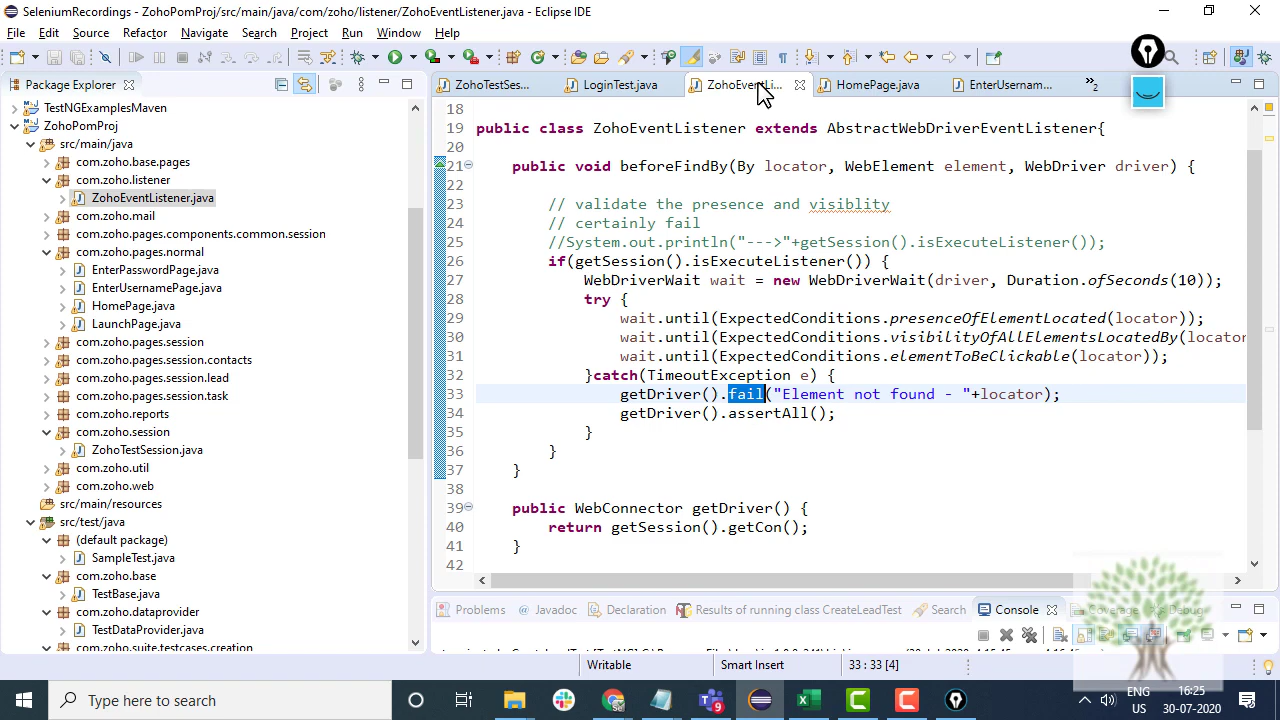 SeleniumRecordings - ZohoPomProj/src/main/java/com/zoho/listener/ZohoEventListener.java - Eclipse IDE
File Edit Source Refactor Navigate Search Project Run Window Help
Package Explorer
ZohoTestSes... LoginTest.java ZohoEventLi... HomePage.java EnterUsernam... »2
TestNGExamplesMaven
ZohoPomProj
src/main/java
com.zoho.base.pages
com.zoho.listener
ZohoEventListener.java
com.zoho.mail
com.zoho.pages.components.common.session
com.zoho.pages.normal
EnterPasswordPage.java
EnterUsernamePage.java
HomePage.java
LaunchPage.java
com.zoho.pages.session
com.zoho.pages.session.contacts
com.zoho.pages.session.lead
com.zoho.pages.session.task
com.zoho.reports
com.zoho.session
ZohoTestSession.java
com.zoho.util
com.zoho.web
src/main/resources
src/test/java
(default package)
SampleTest.java
com.zoho.base
TestBase.java
com.zoho.dataprovider
TestDataProvider.java
com.zoho.suite.testcases.creation
18
19 public class ZohoEventListener extends AbstractWebDriverEventListener{
20
21 public void beforeFindBy(By locator, WebElement element, WebDriver driver) {
22
23 // validate the presence and visiblity
24 // certainly fail
25 //System.out.println("--->"+getSession().isExecuteListener());
26 if(getSession().isExecuteListener()) {
27 WebDriverWait wait = new WebDriverWait(driver, Duration.ofSeconds(10));
28 try {
29 wait.until(ExpectedConditions.presenceOfElementLocated(locator));
30 wait.until(ExpectedConditions.visibilityOfAllElementsLocatedBy(locator
31 wait.until(ExpectedConditions.elementToBeClickable(locator));
32 }catch(TimeoutException e) {
33 getDriver().fail("Element not found - "+locator);
34 getDriver().assertAll();
35 }
36 }
37 }
38
39 public WebConnector getDriver() {
40 return getSession().getCon();
41 }
42
Problems Javadoc Declaration Results of running class CreateLeadTest Search Console Coverage Debug
Writable Smart Insert 33 : 33 [4]
Type here to search
ENG 16:25
US 30-07-2020